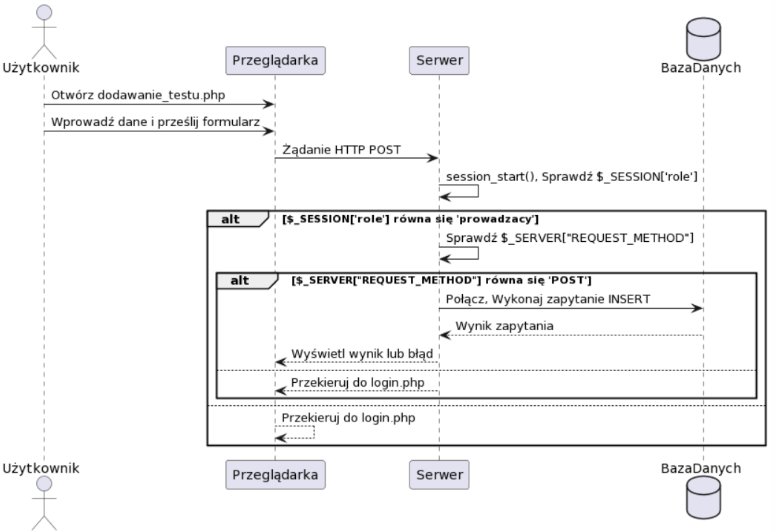 Użytkownik
Przeglądarka
Serwer
BazaDanych
Otwórz dodawanie_testu.php
Wprowadź dane i prześlij formularz
Żądanie HTTP POST
session_start(), Sprawdź $_SESSION['role']
alt [$_SESSION['role'] równa się 'prowadzacy']
Sprawdź $_SERVER["REQUEST_METHOD"]
alt [$_SERVER["REQUEST_METHOD"] równa się 'POST']
Połącz, Wykonaj zapytanie INSERT
Wynik zapytania
Wyświetl wynik lub błąd
Przekieruj do login.php
Przekieruj do login.php
Użytkownik
Przeglądarka
Serwer
BazaDanych